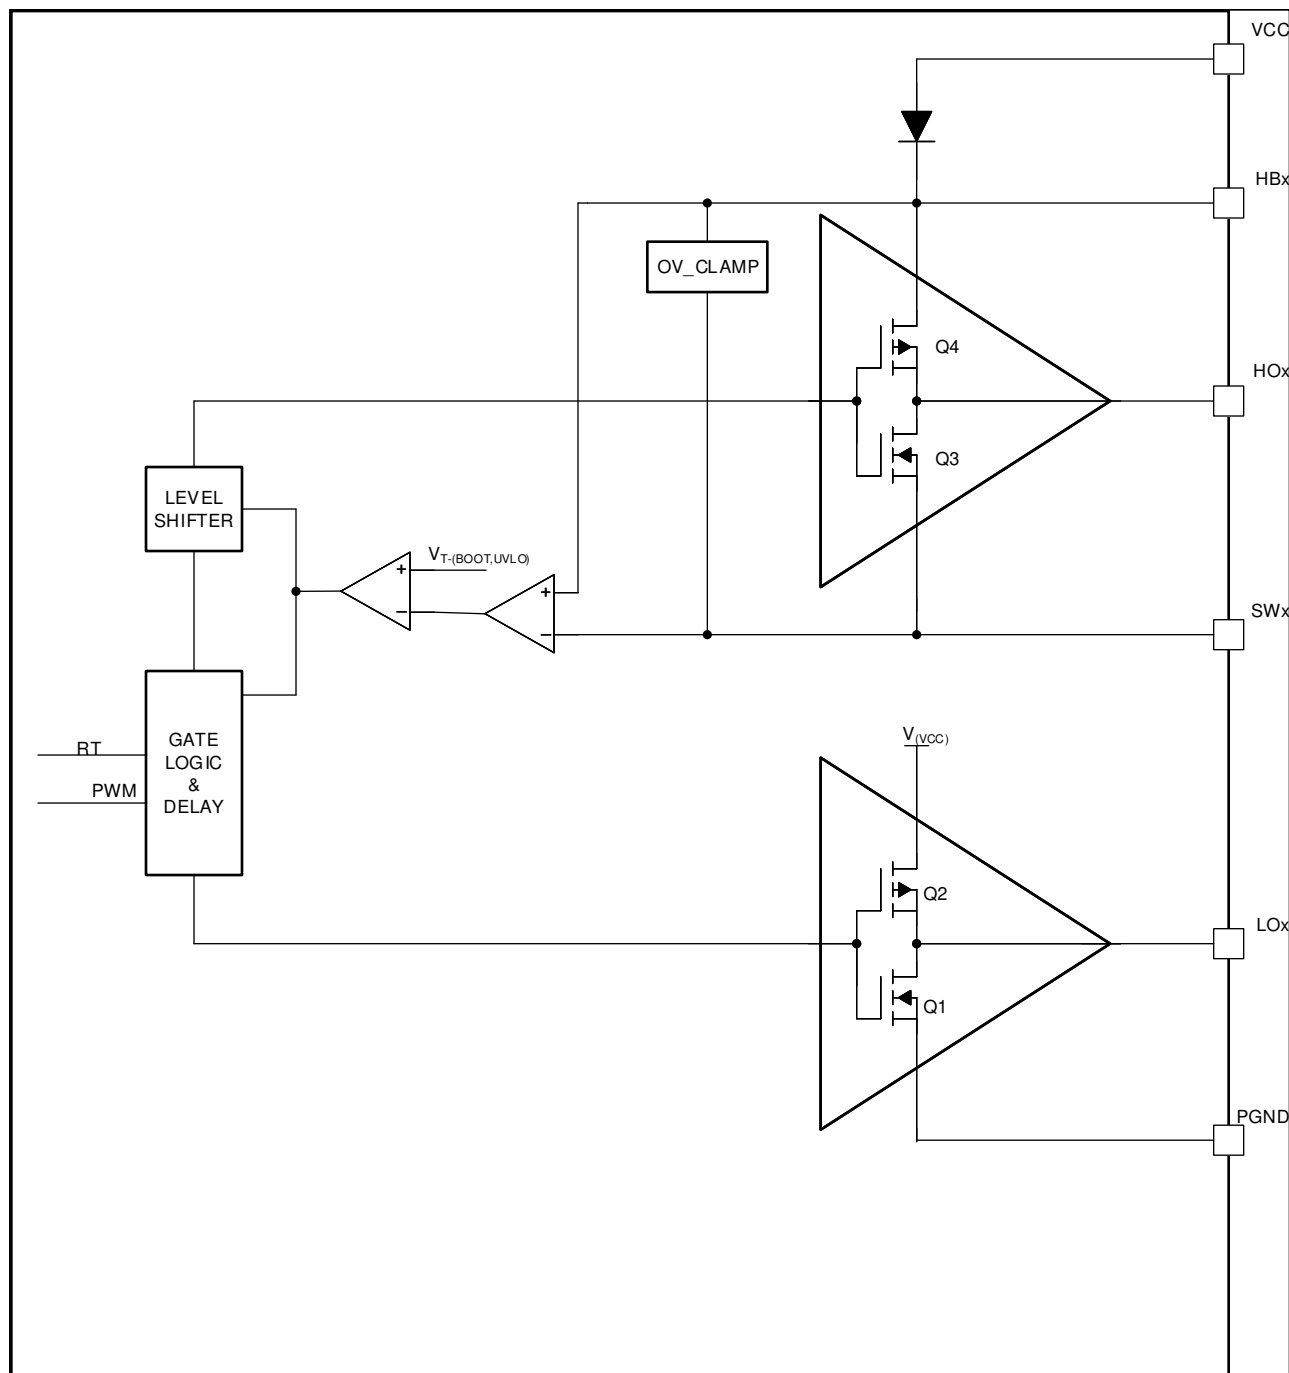 VCC
HBx
OV_CLAMP
Q4
HOx
Q3
LEVEL
SHIFTER
VT-(BOOT,UVLO)
+
−
+
−
SWx
V(VCC)
GATE
LOGIC
&
DELAY
RT
PWM
Q2
LOx
Q1
PGND